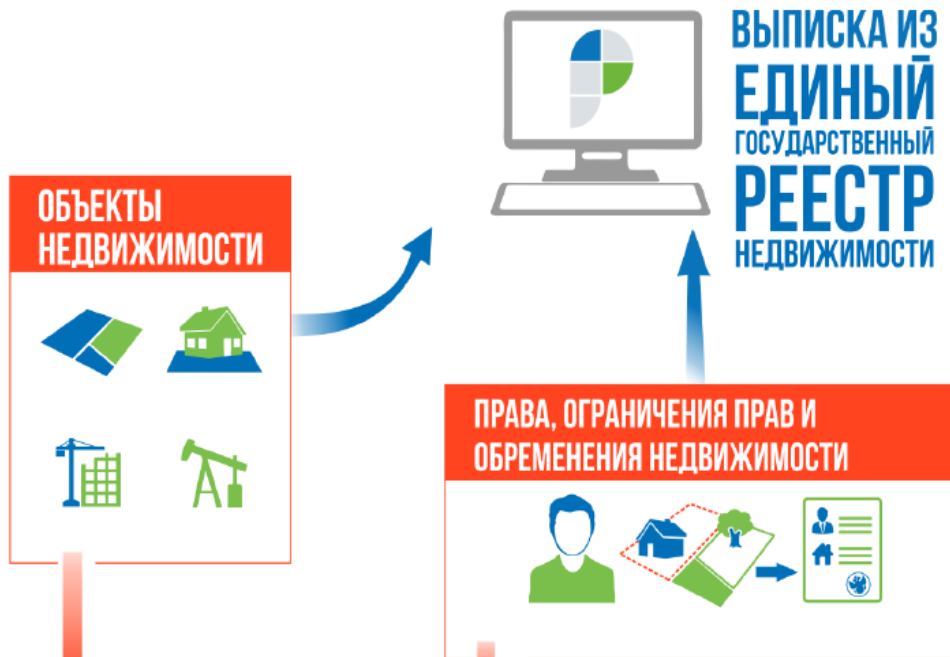 ВЫПИСКА ИЗ
ЕДИНЫЙ
ГОСУДАРСТВЕННЫЙ
РЕЕСТР
НЕДВИЖИМОСТИ
ОБЪЕКТЫ
НЕДВИЖИМОСТИ
ПРАВА, ОГРАНИЧЕНИЯ ПРАВ И
ОБРЕМЕНЕНИЯ НЕДВИЖИМОСТИ